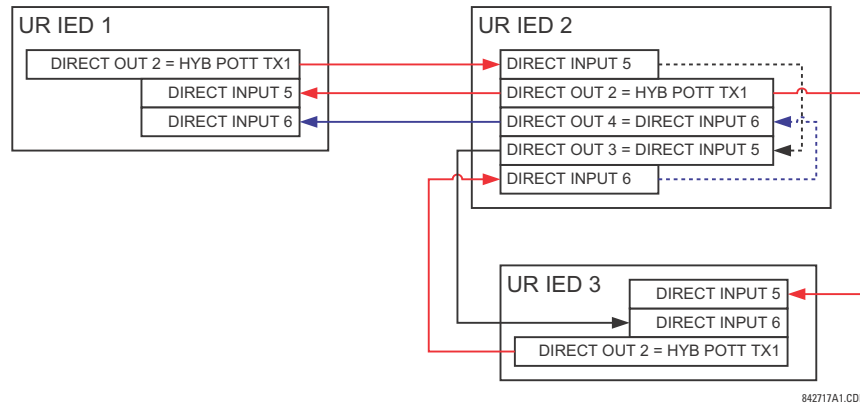 UR IED 1
DIRECT OUT 2 = HYB POTT TX1
DIRECT INPUT 5
DIRECT INPUT 6
UR IED 2
DIRECT INPUT 5
DIRECT OUT 2 = HYB POTT TX1
DIRECT OUT 4 = DIRECT INPUT 6
DIRECT OUT 3 = DIRECT INPUT 5
DIRECT INPUT 6
UR IED 3
DIRECT INPUT 5
DIRECT INPUT 6
DIRECT OUT 2 = HYB POTT TX1
842717A1.CD